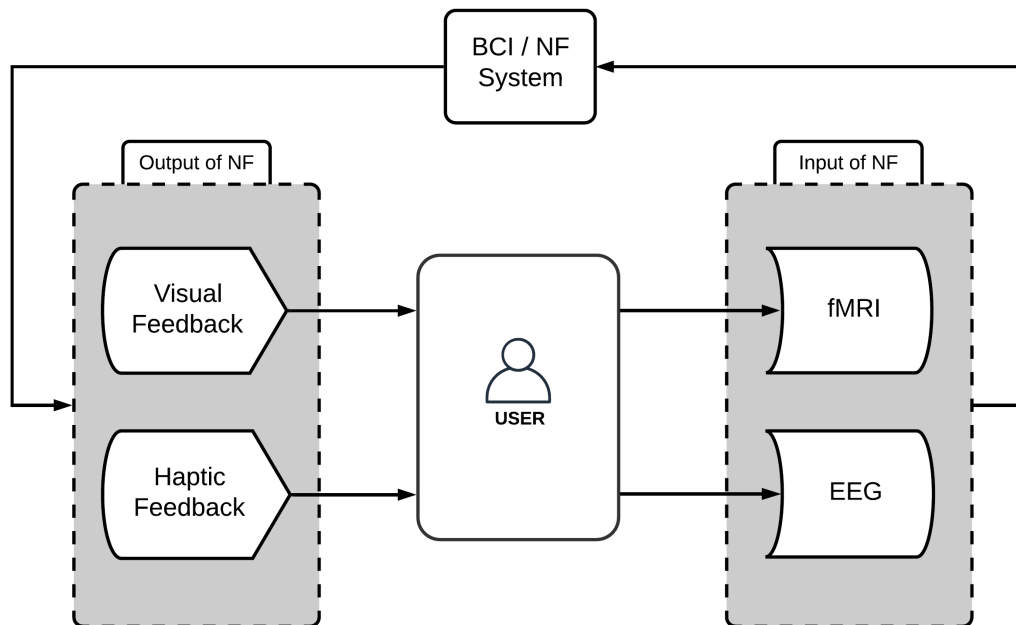 BCI / NF
System
Output of NF
Input of NF
Visual
Feedback
fMRI
USER
Haptic
Feedback
EEG